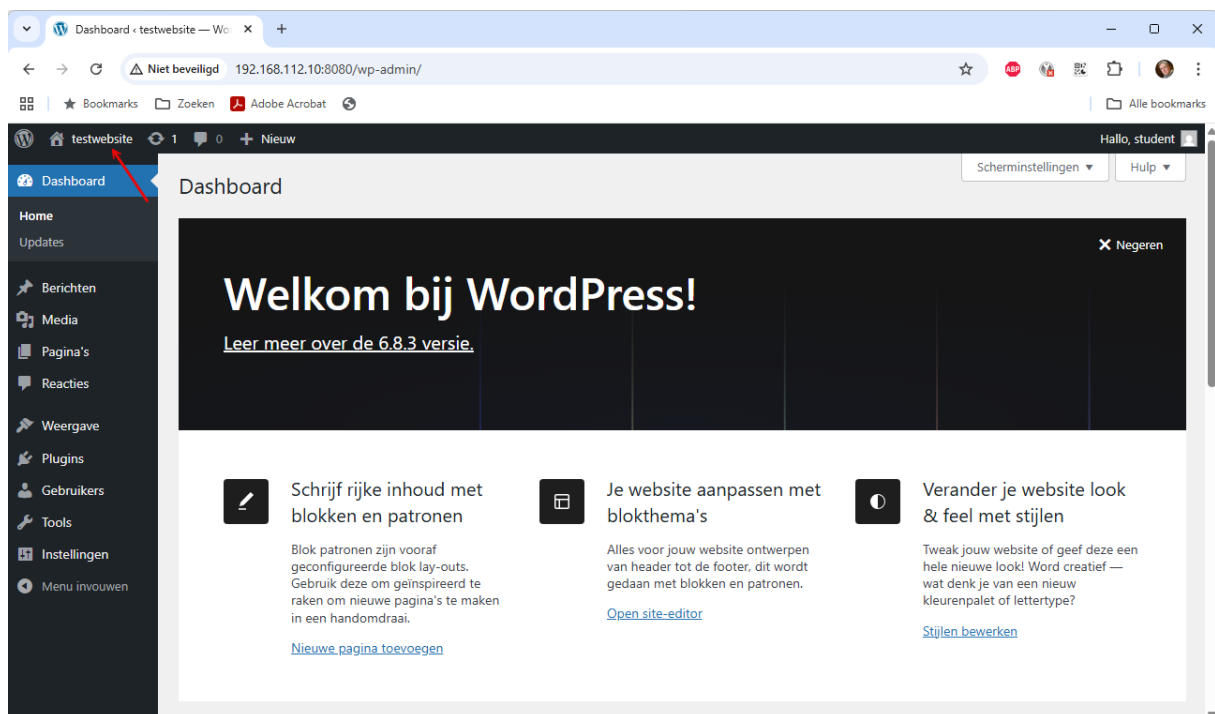 Dashboard ‹ testwebsite — Wo
Niet beveiligd 192.168.112.10:8080/wp-admin/
ABP
Bookmarks Zoeken Adobe Acrobat Alle bookmarks
testwebsite 1 0 + Nieuw Hallo, student
Dashboard
Home
Updates
Berichten
Media
Pagina's
Reacties
Weergave
Plugins
Gebruikers
Tools
Instellingen
Menu invouwen
Scherminstellingen Hulp
Dashboard
Negeren
Welkom bij WordPress!
Leer meer over de 6.8.3 versie.
Schrijf rijke inhoud met
blokken en patronen
Blok patronen zijn vooraf
geconfigureerde blok lay-outs.
Gebruik deze om geïnspireerd te
raken om nieuwe pagina's te maken
in een handomdraai.
Nieuwe pagina toevoegen
Je website aanpassen met
blokthema's
Alles voor jouw website ontwerpen
van header tot de footer, dit wordt
gedaan met blokken en patronen.
Open site-editor
Verander je website look
& feel met stijlen
Tweak jouw website of geef deze een
hele nieuwe look! Word creatief —
wat denk je van een nieuw
kleurenpalet of lettertype?
Stijlen bewerken